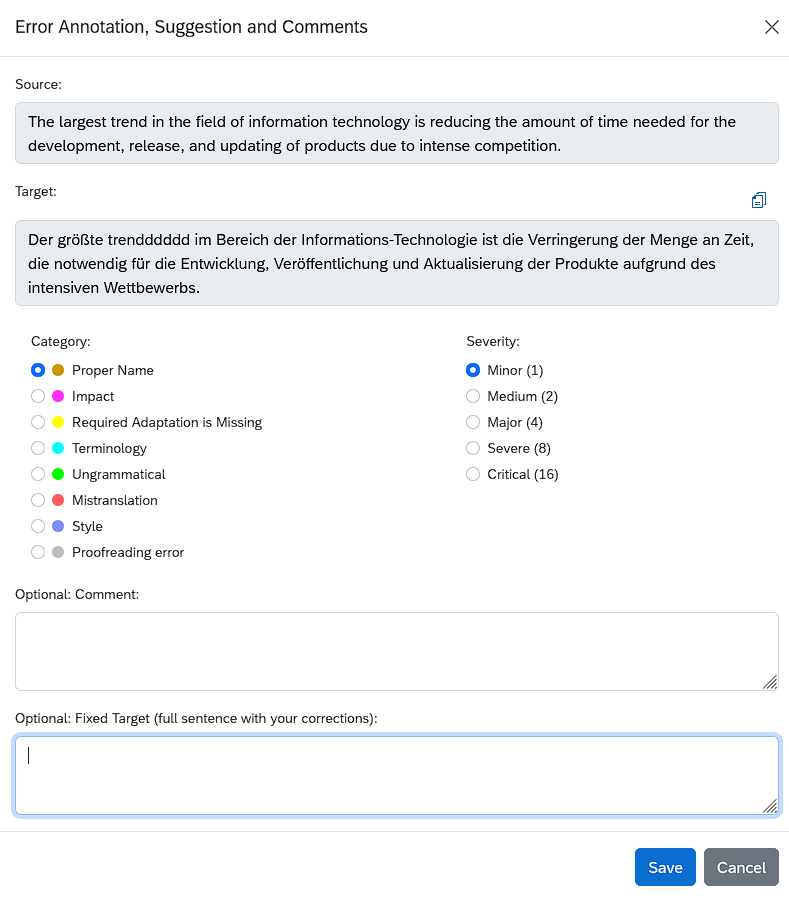 Error Annotation, Suggestion and Comments
Source:
The largest trend in the field of information technology is reducing the amount of time needed for the
development, release, and updating of products due to intense competition.
Target:
Der größte trendddddd im Bereich der Informations-Technologie ist die Verringerung der Menge an Zeit,
die notwendig für die Entwicklung, Veröffentlichung und Aktualisierung der Produkte aufgrund des
intensiven Wettbewerbs.
Category:
Proper Name
Impact
Required Adaptation is Missing
Terminology
Ungrammatical
Mistranslation
Style
Proofreading error
Severity:
Minor (1)
Medium (2)
Major (4)
Severe (8)
Critical (16)
Optional: Comment:
Optional: Fixed Target (full sentence with your corrections):
Save
Cancel